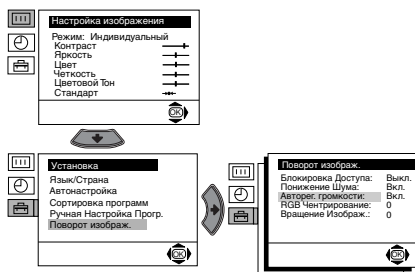 Настройка изображения
Режим: Индивидуальный
Контраст
Яркость
Цвет
Четкость
Цветовой Тон
Стандарт
OK
Установка
Язык/Страна
Автонастройка
Сортировка программ
Ручная Настройка Прогр.
Поворот изображ.
OK
Поворот изображ.
Блокировка Доступа: Выкл.
Понижение Шума: Вкл.
Авторег. громкости: Вкл.
RGB Чентрирование: 0
Вращение Изображ.: 0
OK